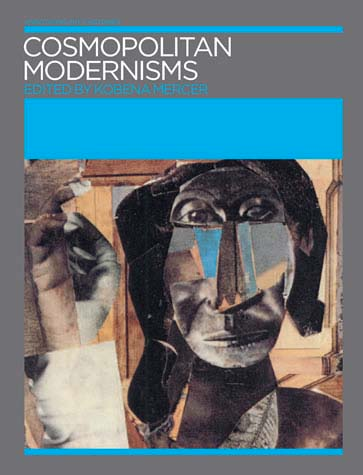 COSMOPOLITAN
MODERNISMS
EDITED BY KOBENA MERCER